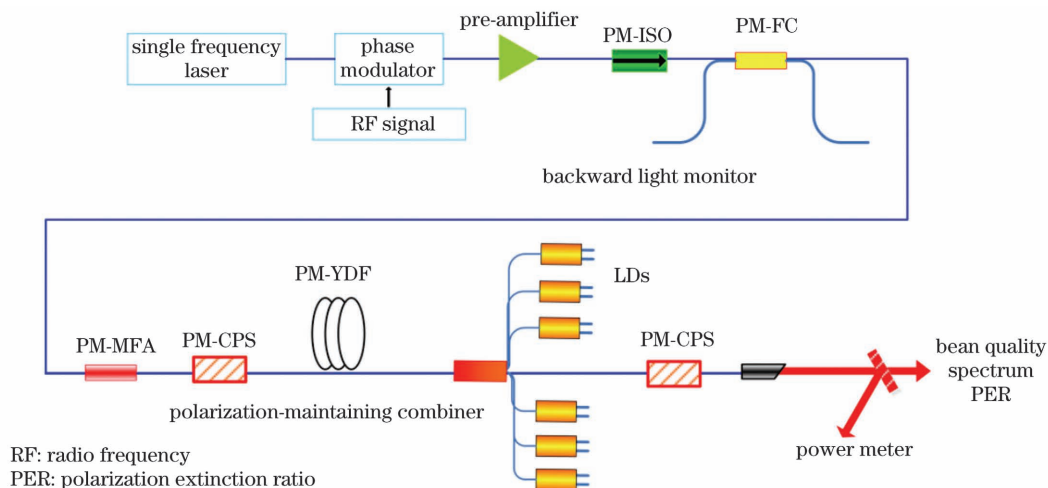 single frequency
laser
phase
modulator
RF signal
pre-amplifier
PM-ISO
PM-FC
backward light monitor
PM-MFA
PM-CPS
PM-YDF
polarization-maintaining combiner
LDs
PM-CPS
bean quality
spectrum
PER
power meter
RF: radio frequency
PER: polarization extinction ratio